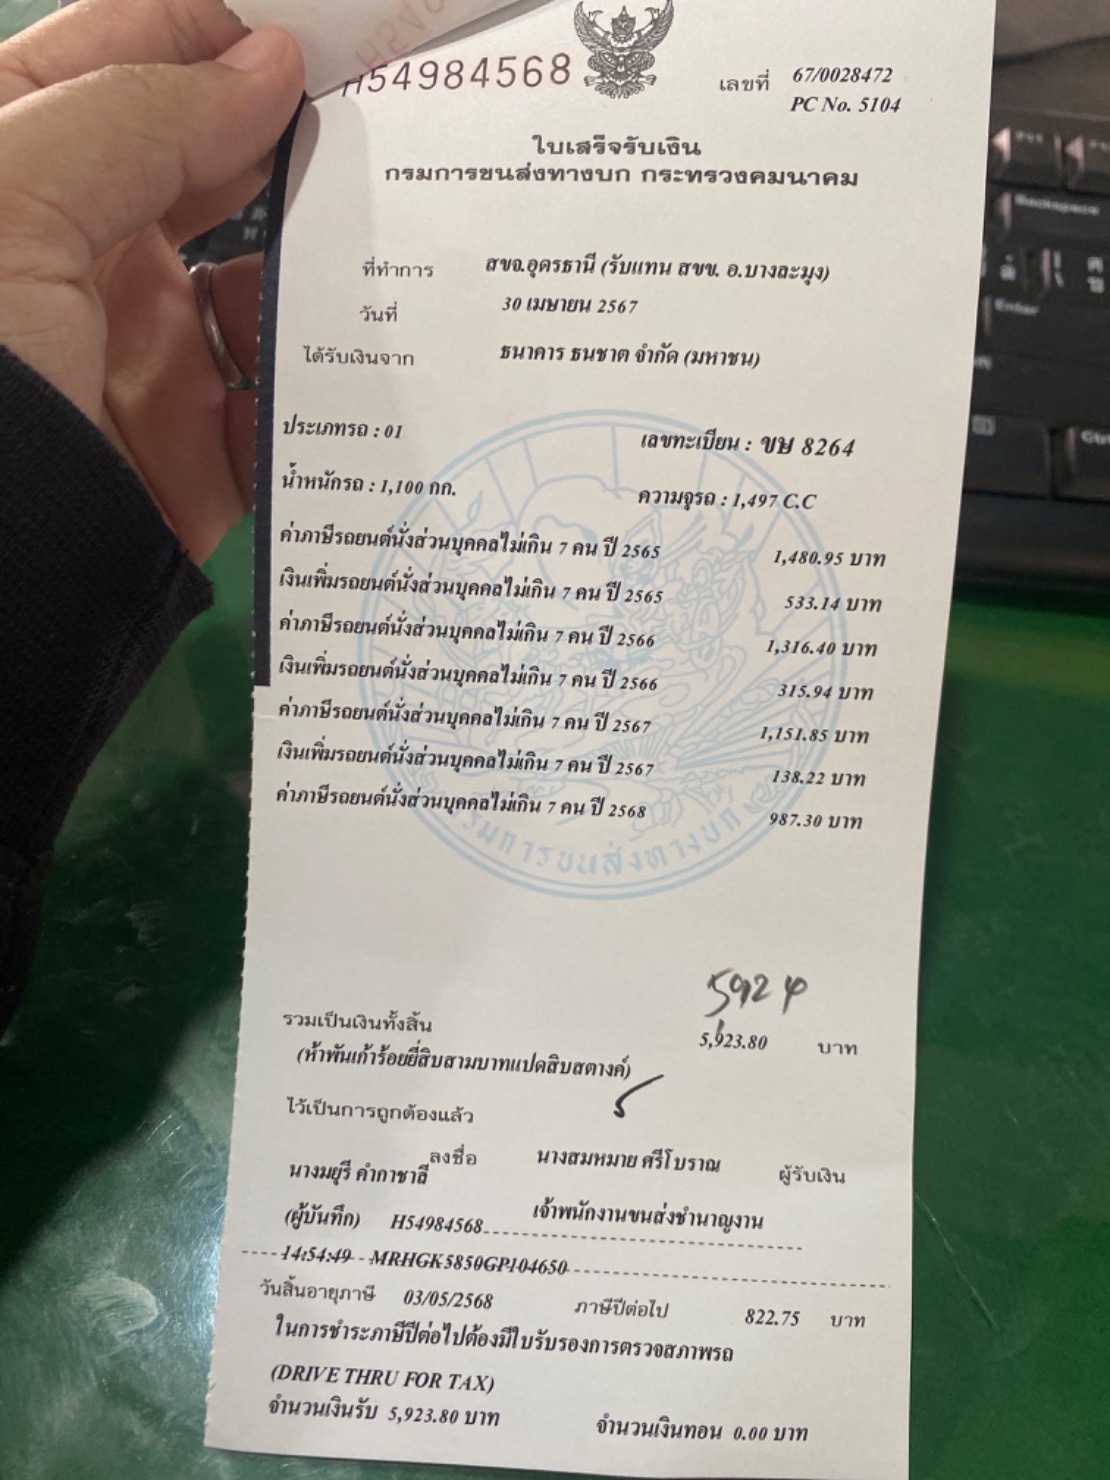 H54984568
เลขที่ 67/0028472
PC No. 5104
ใบเสร็จรับเงิน
กรมการขนส่งทางบก กระทรวงคมนาคม
ที่ทำการ สขจ.อุดรธานี (รับแทน สขข. อ.บางละมุง)
วันที่ 30 เมษายน 2567
ได้รับเงินจาก ธนาคาร ธนชาต จำกัด (มหาชน)
ประเภทรถ : 01 เลขทะเบียน : ขษ 8264
น้ำหนักรถ : 1,100 กก. ความจุรถ : 1,497 C.C
ค่าภาษีรถยนต์นั่งส่วนบุคคลไม่เกิน 7 คน ปี 2565 1,480.95 บาท
เงินเพิ่มรถยนต์นั่งส่วนบุคคลไม่เกิน 7 คน ปี 2565 533.14 บาท
ค่าภาษีรถยนต์นั่งส่วนบุคคลไม่เกิน 7 คน ปี 2566 1,316.40 บาท
เงินเพิ่มรถยนต์นั่งส่วนบุคคลไม่เกิน 7 คน ปี 2566 315.94 บาท
ค่าภาษีรถยนต์นั่งส่วนบุคคลไม่เกิน 7 คน ปี 2567 1,151.85 บาท
เงินเพิ่มรถยนต์นั่งส่วนบุคคลไม่เกิน 7 คน ปี 2567 138.22 บาท
ค่าภาษีรถยนต์นั่งส่วนบุคคลไม่เกิน 7 คน ปี 2568 987.30 บาท
กรมการขนส่งทางบก
5924
รวมเป็นเงินทั้งสิ้น 5,923.80 บาท
(ห้าพันเก้าร้อยยี่สิบสามบาทแปดสิบสตางค์)
ไว้เป็นการถูกต้องแล้ว
ลงชื่อ นางสมหมาย ศรีโบราณ ผู้รับเงิน
นางมยุรี คำกาชาลี
(ผู้บันทึก) H54984568 เจ้าพนักงานขนส่งชำนาญงาน
14:54:49 MRHGK5850GP104650
วันสิ้นอายุภาษี 03/05/2568 ภาษีปีต่อไป 822.75 บาท
ในการชำระภาษีปีต่อไปต้องมีใบรับรองการตรวจสภาพรถ
(DRIVE THRU FOR TAX)
จำนวนเงินรับ 5,923.80 บาท จำนวนเงินทอน 0.00 บาท
Backspace
Enter